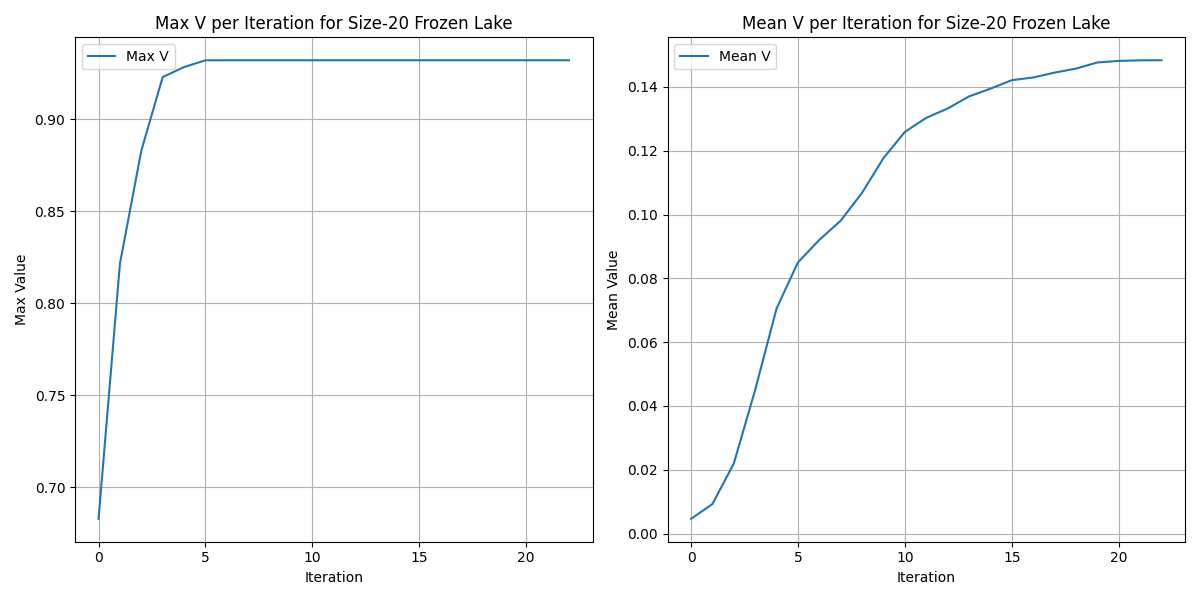 Max V per Iteration for Size-20 Frozen Lake
Max V
0.90
0.85
0.80
0.75
0.70
Max Value
0
5
10
15
20
Iteration
Mean V per Iteration for Size-20 Frozen Lake
Mean V
0.14
0.12
0.10
0.08
0.06
0.04
0.02
0.00
Mean Value
0
5
10
15
20
Iteration